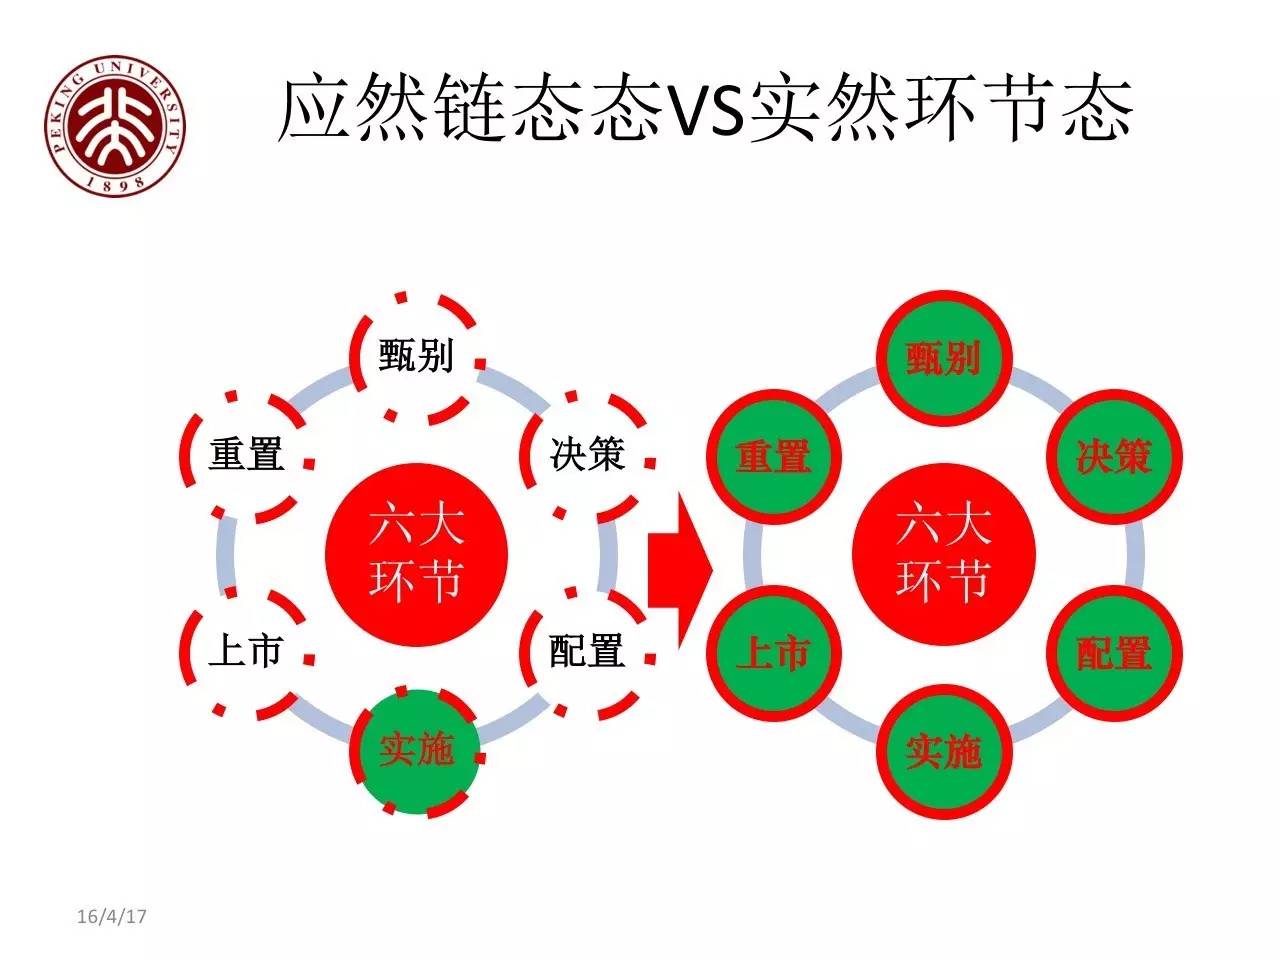 PEKING UNIVERSITY
1898
应然链态态VS实然环节态
甄别
重置
决策
六大
环节
上市
配置
实施
甄别
重置
决策
六大
环节
上市
配置
实施
16/4/17